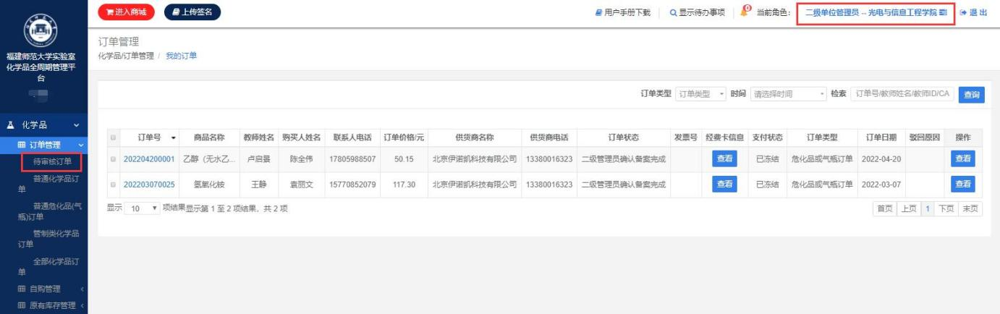 进入商城 上传签名 用户手册下载 显示待办事项 0 当前角色: 二级单位管理员 -- 光电与信息工程学院 退 出
福建师范大学实验室
化学品全周期管理平
台
化学品
订单管理
待审核订单
普通化学品订
单
普通危化品(气
瓶)订单
管制类化学品
订单
全部化学品订
单
自购管理
原有库存管理
订单管理
化学品/订单管理 / 我的订单
订单类型 订单类型 时间 请选择时间 检索 订单号/教师姓名/教师ID/CA 查询
订单号 商品名称 教师姓名 购买人姓名 联系人电话 订单价格/元 供货商名称 供货商电话 订单状态 发票号 经费卡信息 支付状态 订单类型 订单日期 驳回原因 操作
202204200001 乙醇（无水乙... 卢启景 陈全伟 17805988507 50.15 北京伊诺凯科技有限公司 13380016323 二级管理员确认备案完成 查看 已冻结 危化品或气瓶订单 2022-04-20 查看
202203070025 氢氧化铵 王静 袁丽文 15770852079 117.30 北京伊诺凯科技有限公司 13380016323 二级管理员确认备案完成 查看 已冻结 危化品或气瓶订单 2022-03-07 查看
显示 10 项结果显示第 1 至 2 项结果，共 2 项 首页 上页 1 下页 末页